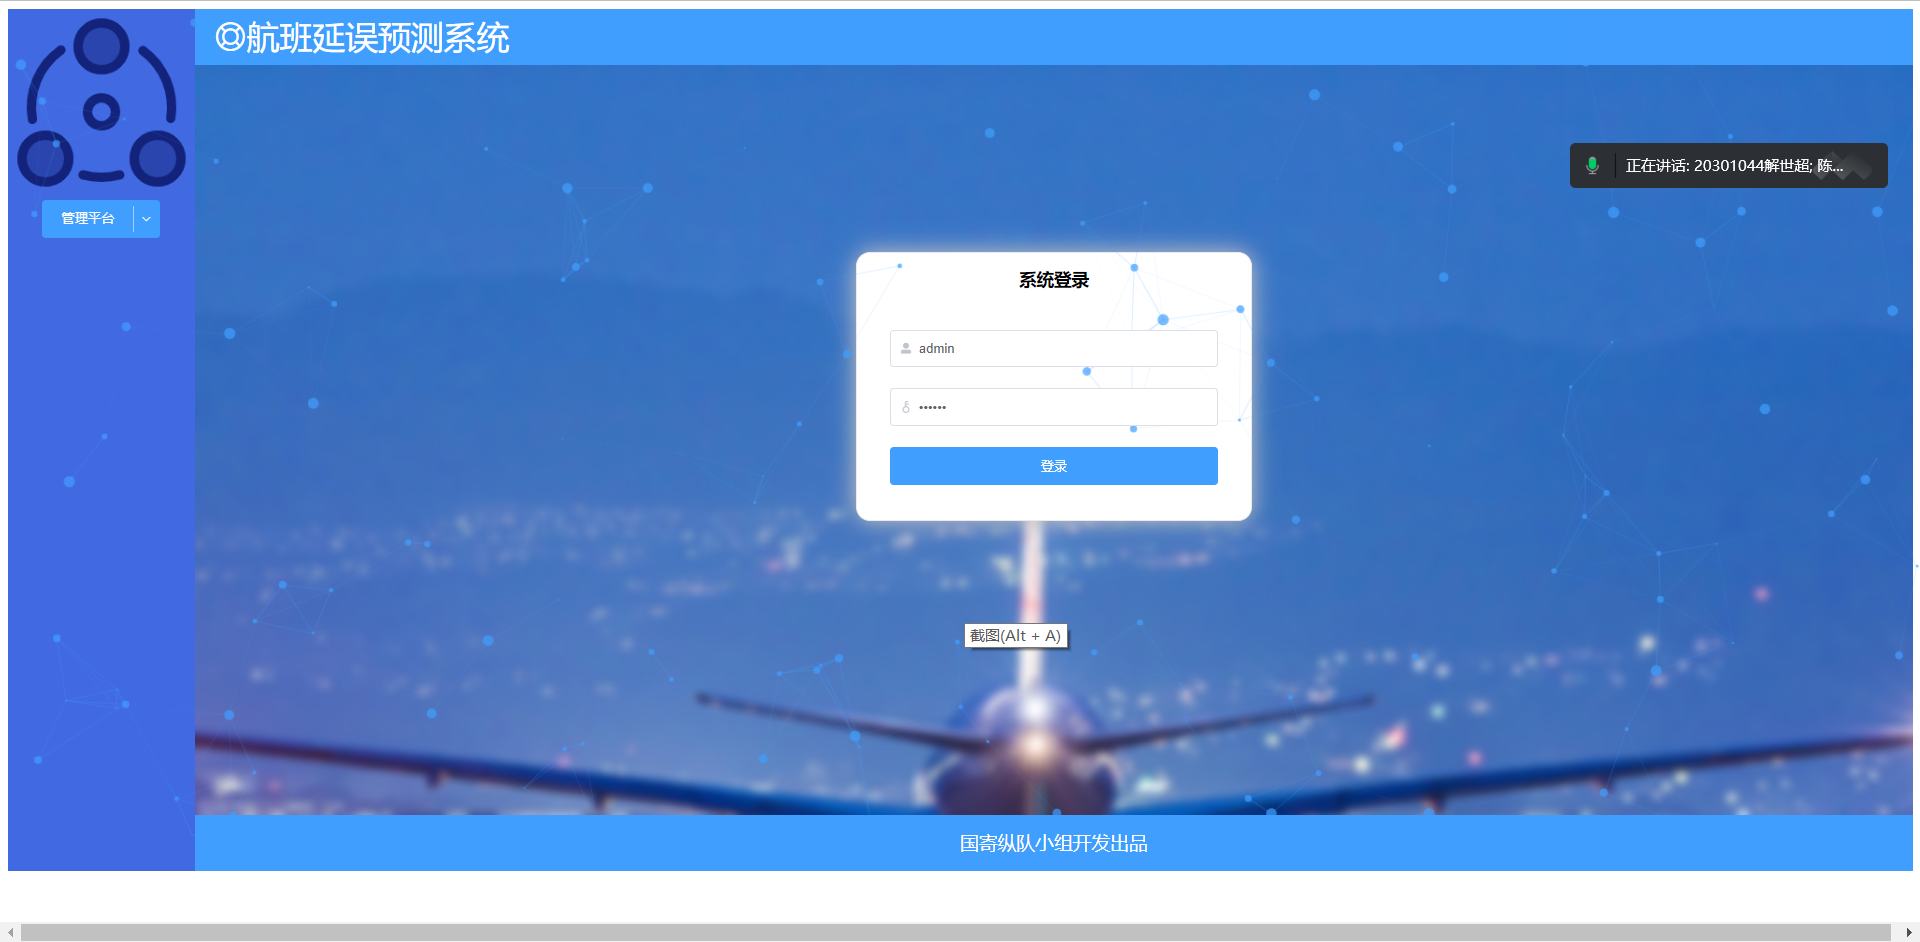 航班延误预测系统
管理平台
正在讲话: 20301044解世超; 陈...
系统登录
admin
••••••
登录
截图(Alt + A)
国寄纵队小组开发出品